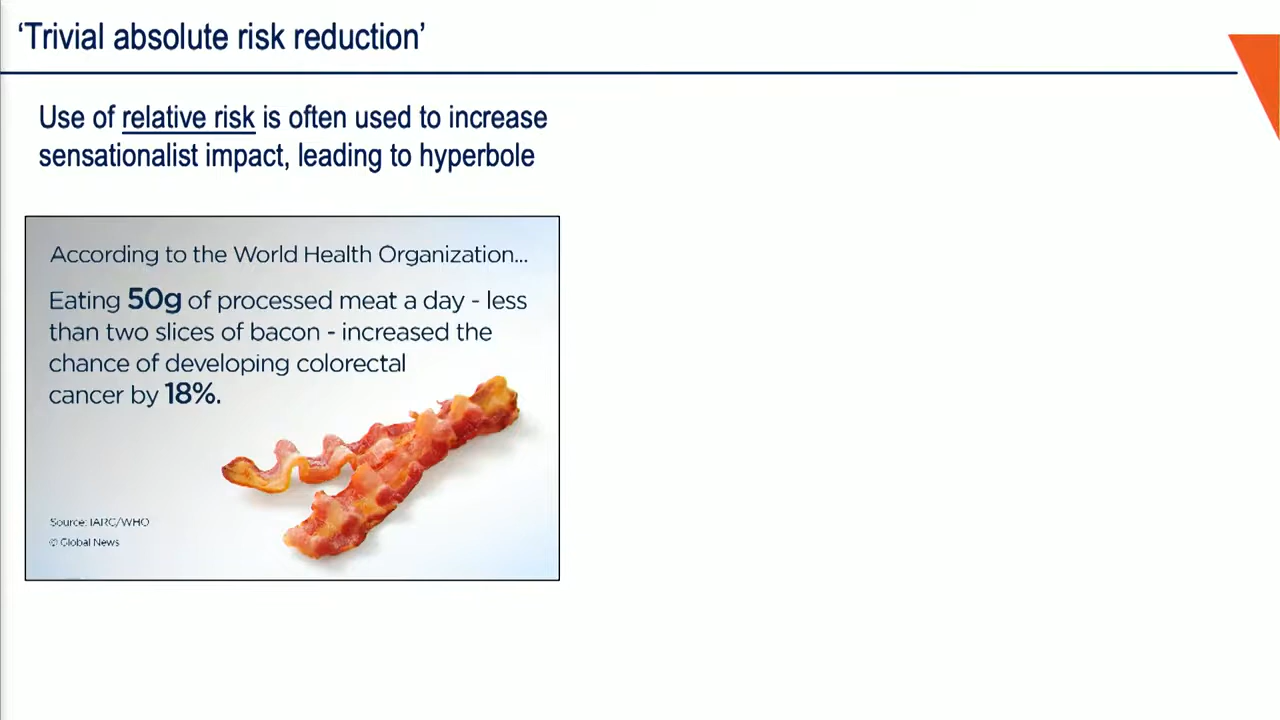 ‘Trivial absolute risk reduction’
Use of relative risk is often used to increase
sensationalist impact, leading to hyperbole
According to the World Health Organization...
Eating 50g of processed meat a day - less
than two slices of bacon - increased the
chance of developing colorectal
cancer by 18%.
Source: IARC/WHO
© Global News